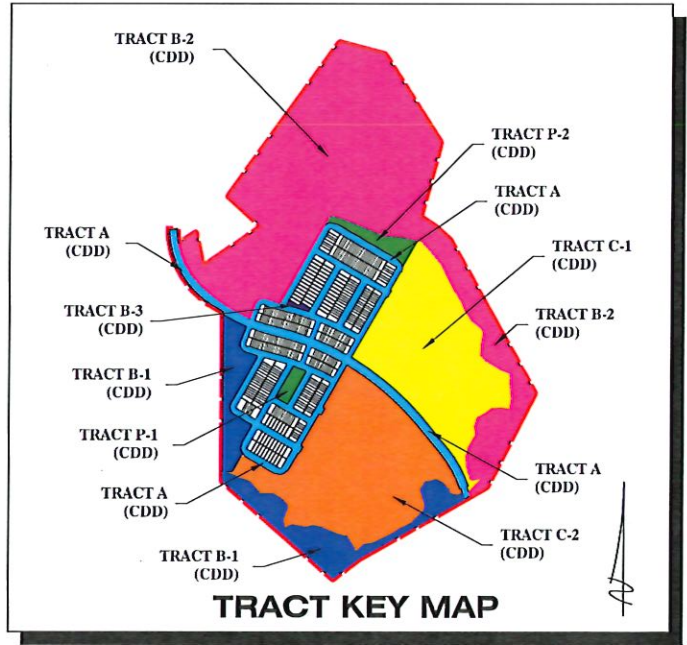 TRACT B-2
(CDD)
TRACT P-2
(CDD)
TRACT A
(CDD)
TRACT A
(CDD)
TRACT C-1
(CDD)
TRACT B-3
(CDD)
TRACT B-2
(CDD)
TRACT B-1
(CDD)
TRACT P-1
(CDD)
TRACT A
(CDD)
TRACT A
(CDD)
TRACT C-2
(CDD)
TRACT B-1
(CDD)
TRACT KEY MAP